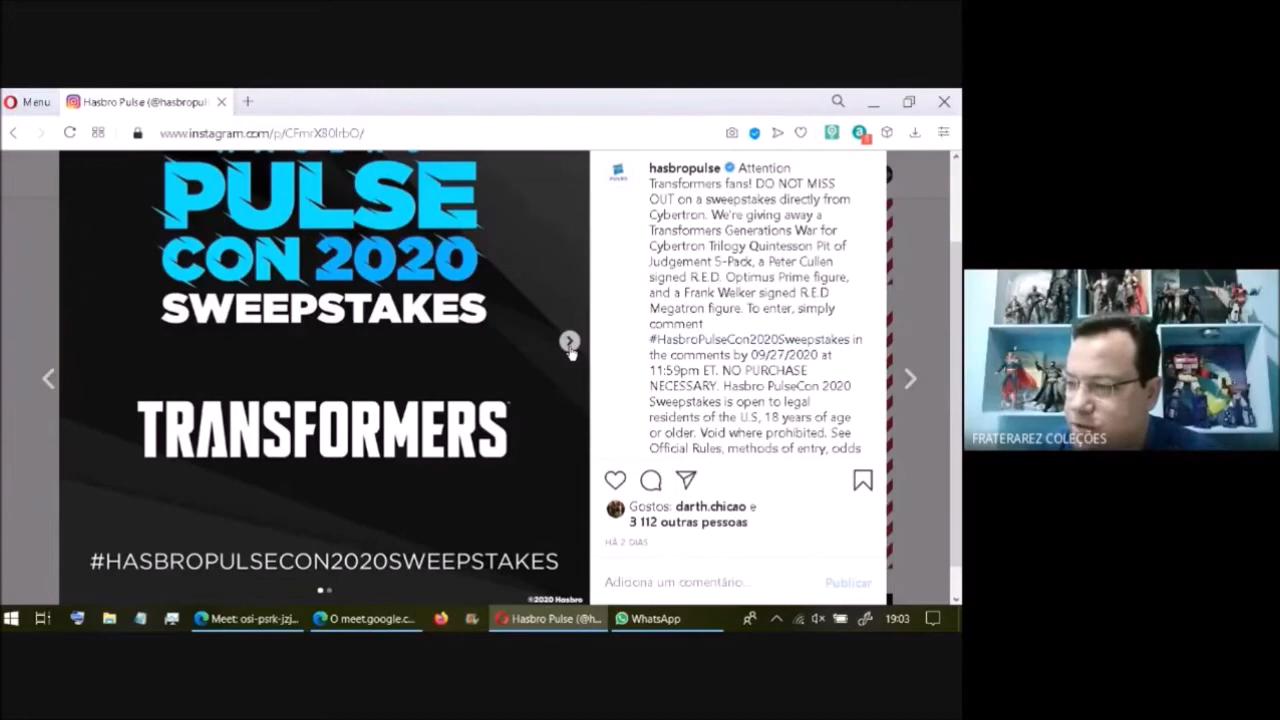 Menu
Hasbro Pulse (@hasbropul
www.instagram.com/p/CFmrX80lrbO/
PULSE
CON 2020
SWEEPSTAKES
TRANSFORMERS
#HASBROPULSECON2020SWEEPSTAKES
©2020 Hasbro
hasbropulse Attention
Transformers fans! DO NOT MISS
OUT on a sweepstakes directly from
Cybertron. We're giving away a
Transformers Generations War for
Cybertron Trilogy Quintesson Pit of
Judgement 5-Pack, a Peter Cullen
signed R.E.D. Optimus Prime figure,
and a Frank Welker signed R.E.D
Megatron figure. To enter, simply
comment
#HasbroPulseCon2020Sweepstakes in
the comments by 09/27/2020 at
11:59pm ET. NO PURCHASE
NECESSARY. Hasbro PulseCon 2020
Sweepstakes is open to legal
residents of the U.S, 18 years of age
or older. Void where prohibited. See
Official Rules, methods of entry, odds
Gostos: darth.chicao e
3 112 outras pessoas
HÁ 2 DIAS
Adiciona um comentário...
Publicar
FRATERAREZ COLEÇÕES
Meet: osi-psrk-jzj...
O meet.google.c...
Hasbro Pulse (@h...
WhatsApp
19:03